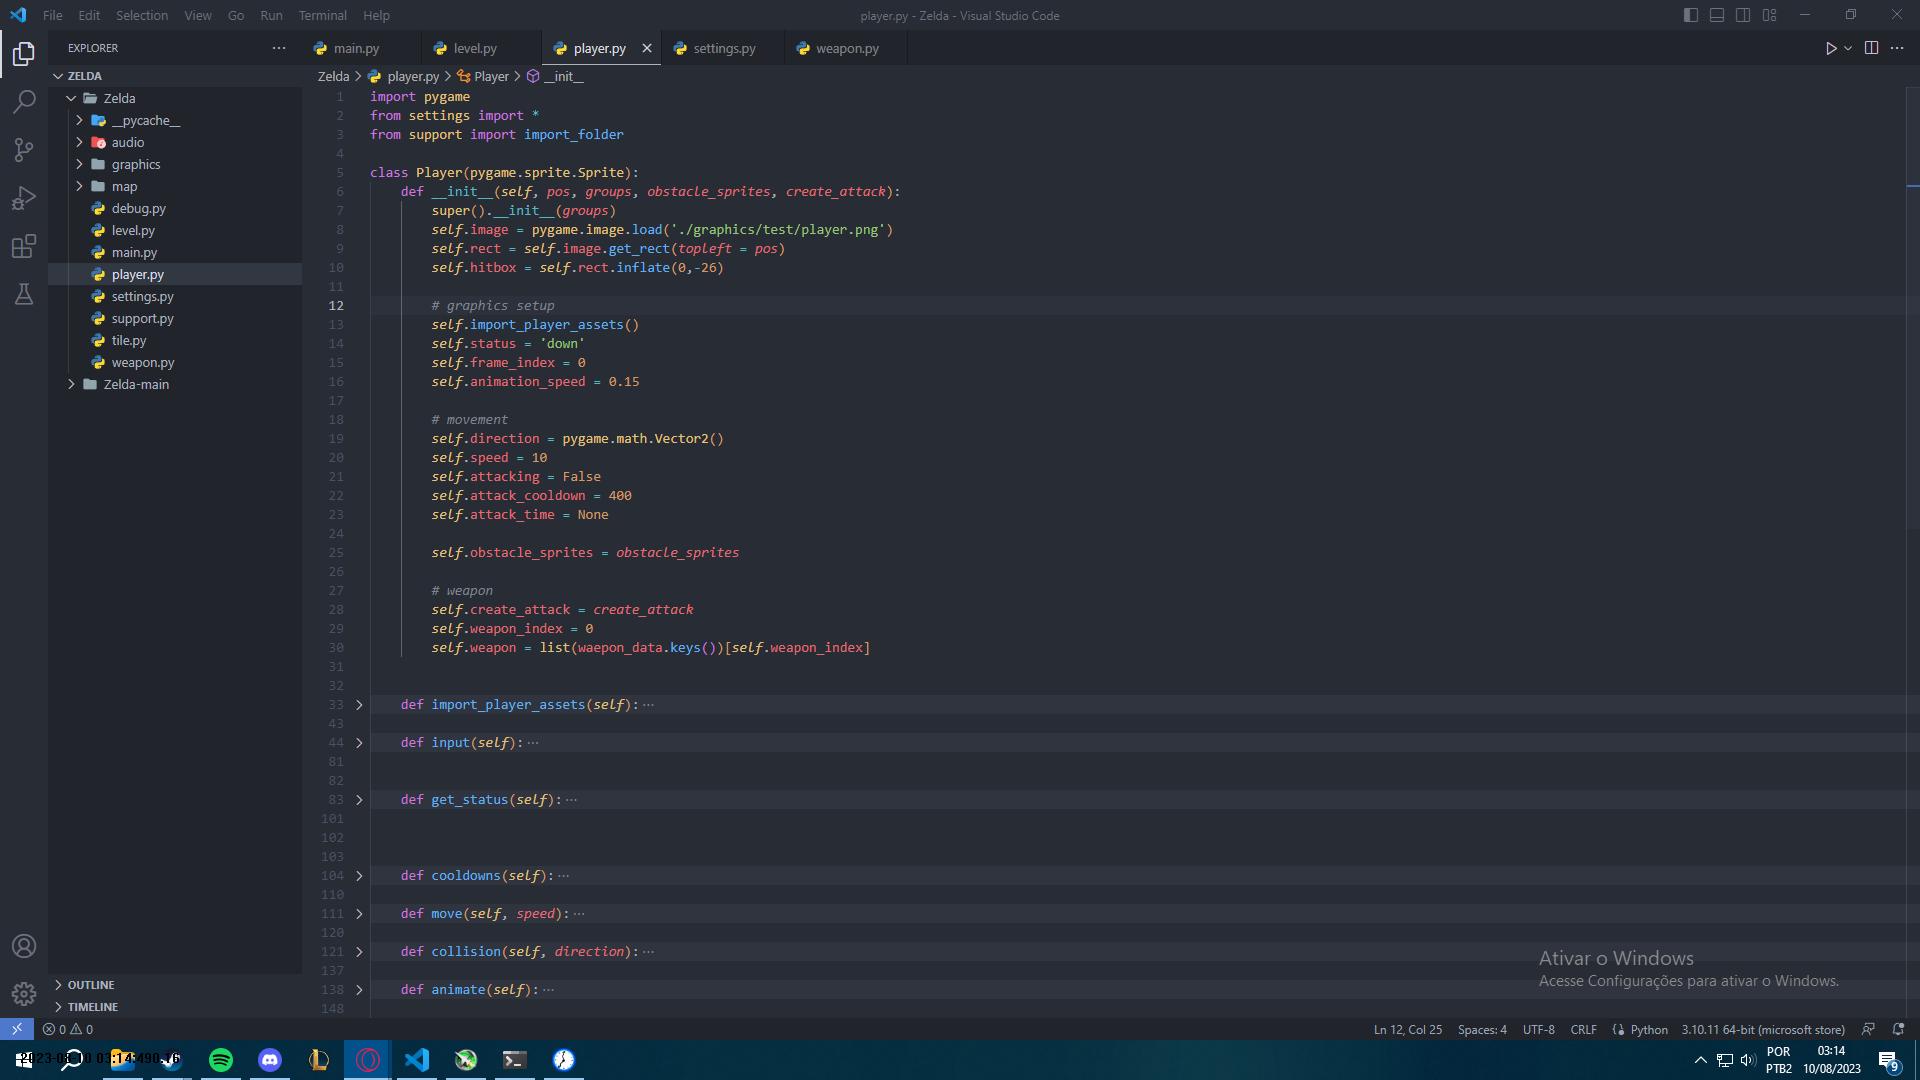 File Edit Selection View Go Run Terminal Help
player.py - Zelda - Visual Studio Code
EXPLORER
main.py
level.py
player.py
settings.py
weapon.py
ZELDA
Zelda
__pycache__
audio
graphics
map
debug.py
level.py
main.py
player.py
settings.py
support.py
tile.py
weapon.py
Zelda-main
OUTLINE
TIMELINE
Zelda > player.py > Player > __init__
1 import pygame
2 from settings import *
3 from support import import_folder
4
5 class Player(pygame.sprite.Sprite):
6 def __init__(self, pos, groups, obstacle_sprites, create_attack):
7 super().__init__(groups)
8 self.image = pygame.image.load('./graphics/test/player.png')
9 self.rect = self.image.get_rect(topleft = pos)
10 self.hitbox = self.rect.inflate(0,-26)
11
12 # graphics setup
13 self.import_player_assets()
14 self.status = 'down'
15 self.frame_index = 0
16 self.animation_speed = 0.15
17
18 # movement
19 self.direction = pygame.math.Vector2()
20 self.speed = 10
21 self.attacking = False
22 self.attack_cooldown = 400
23 self.attack_time = None
24
25 self.obstacle_sprites = obstacle_sprites
26
27 # weapon
28 self.create_attack = create_attack
29 self.weapon_index = 0
30 self.weapon = list(waepon_data.keys())[self.weapon_index]
31
32
33 def import_player_assets(self): ···
43
44 def input(self): ···
81
82
83 def get_status(self): ···
101
102
103
104 def cooldowns(self): ···
110
111 def move(self, speed): ···
120
121 def collision(self, direction): ···
137
138 def animate(self): ···
148
Ativar o Windows
Acesse Configurações para ativar o Windows.
0 0
Ln 12, Col 25 Spaces: 4 UTF-8 CRLF Python 3.10.11 64-bit (microsoft store)
POR
PTB2
03:14
10/08/2023
9